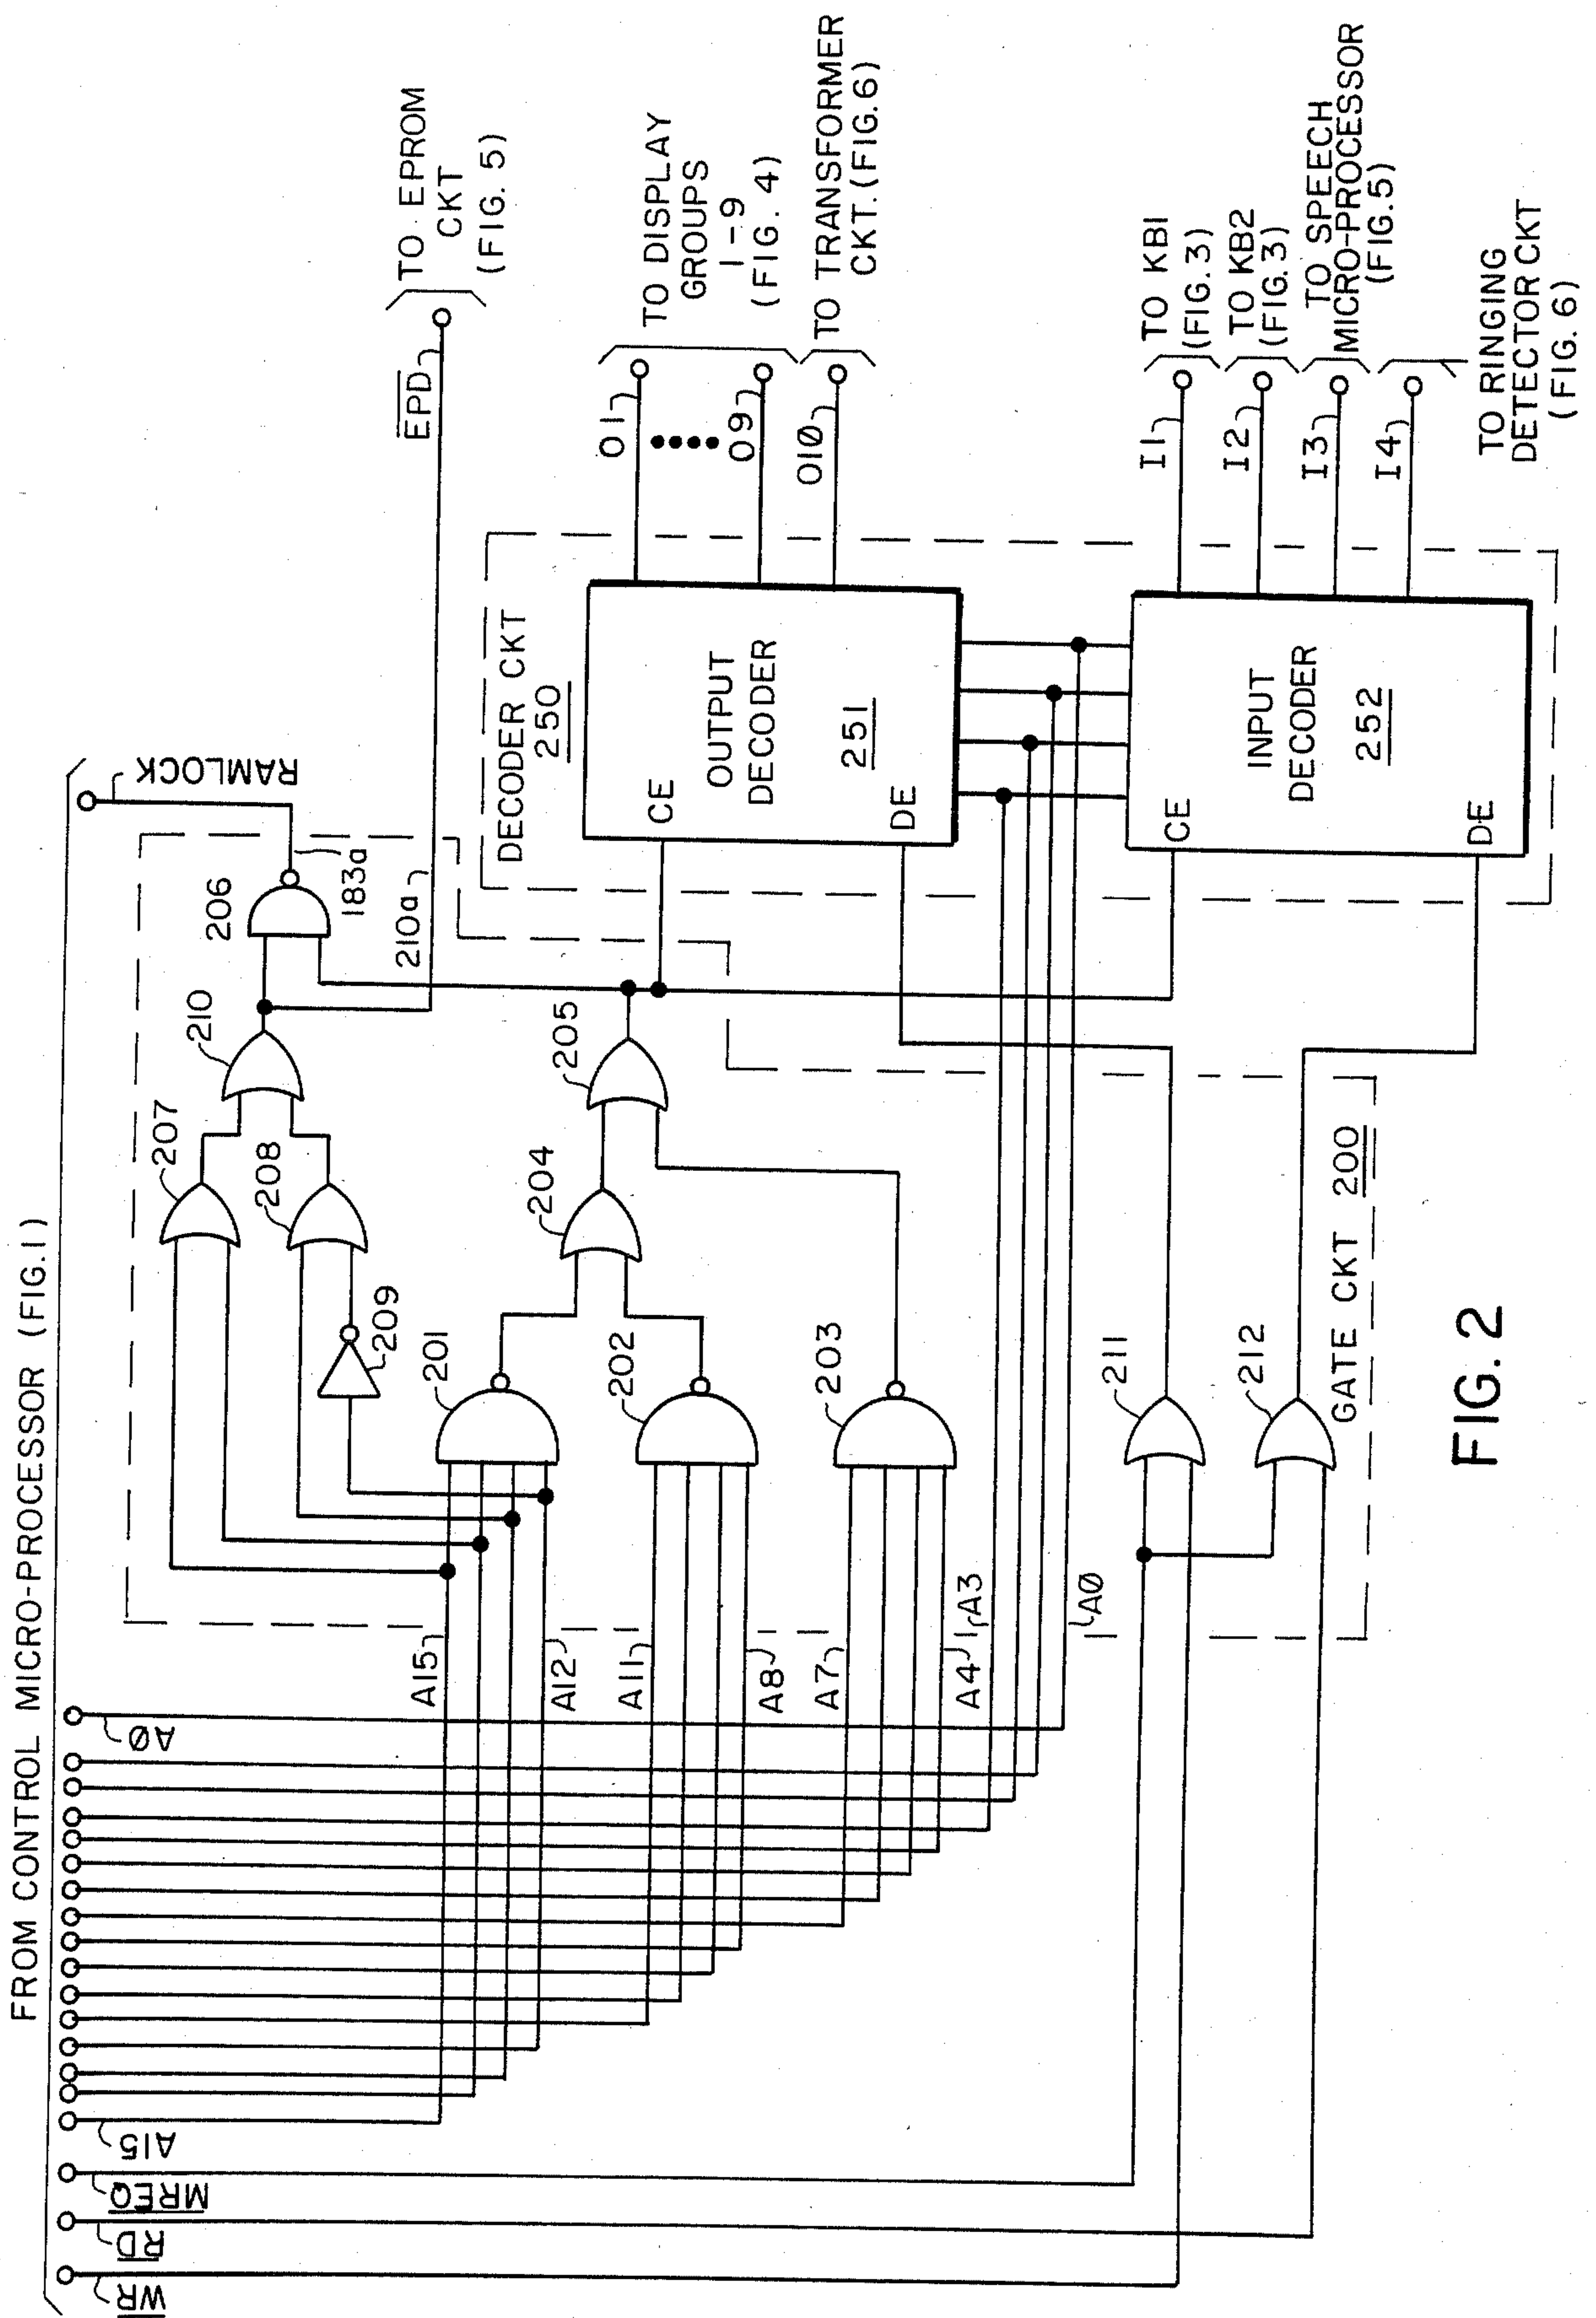 FROM CONTROL MICRO-PROCESSOR (FIG.1)
WR
RD
MREQ
A15
AØ
RAMLOCK
A15
A12
A11
A8
A7
A4
A3
AØ
207
208
209
210
206
183a
210a
201
202
203
204
205
211
212
GATE CKT 200
EPD
TO EPROM
CKT
(FIG. 5)
DECODER CKT
250
CE
OUTPUT
DECODER
251
DE
O1
O9
O1Ø
TO DISPLAY
GROUPS
1-9
(FIG. 4)
TO TRANSFORMER
CKT. (FIG.6)
CE
INPUT
DECODER
252
DE
I1
I2
I3
I4
TO KB1
(FIG.3)
TO KB2
(FIG.3)
TO SPEECH
MICRO-PROCESSOR
(FIG.5)
TO RINGING
DETECTOR CKT
(FIG. 6)
FIG. 2